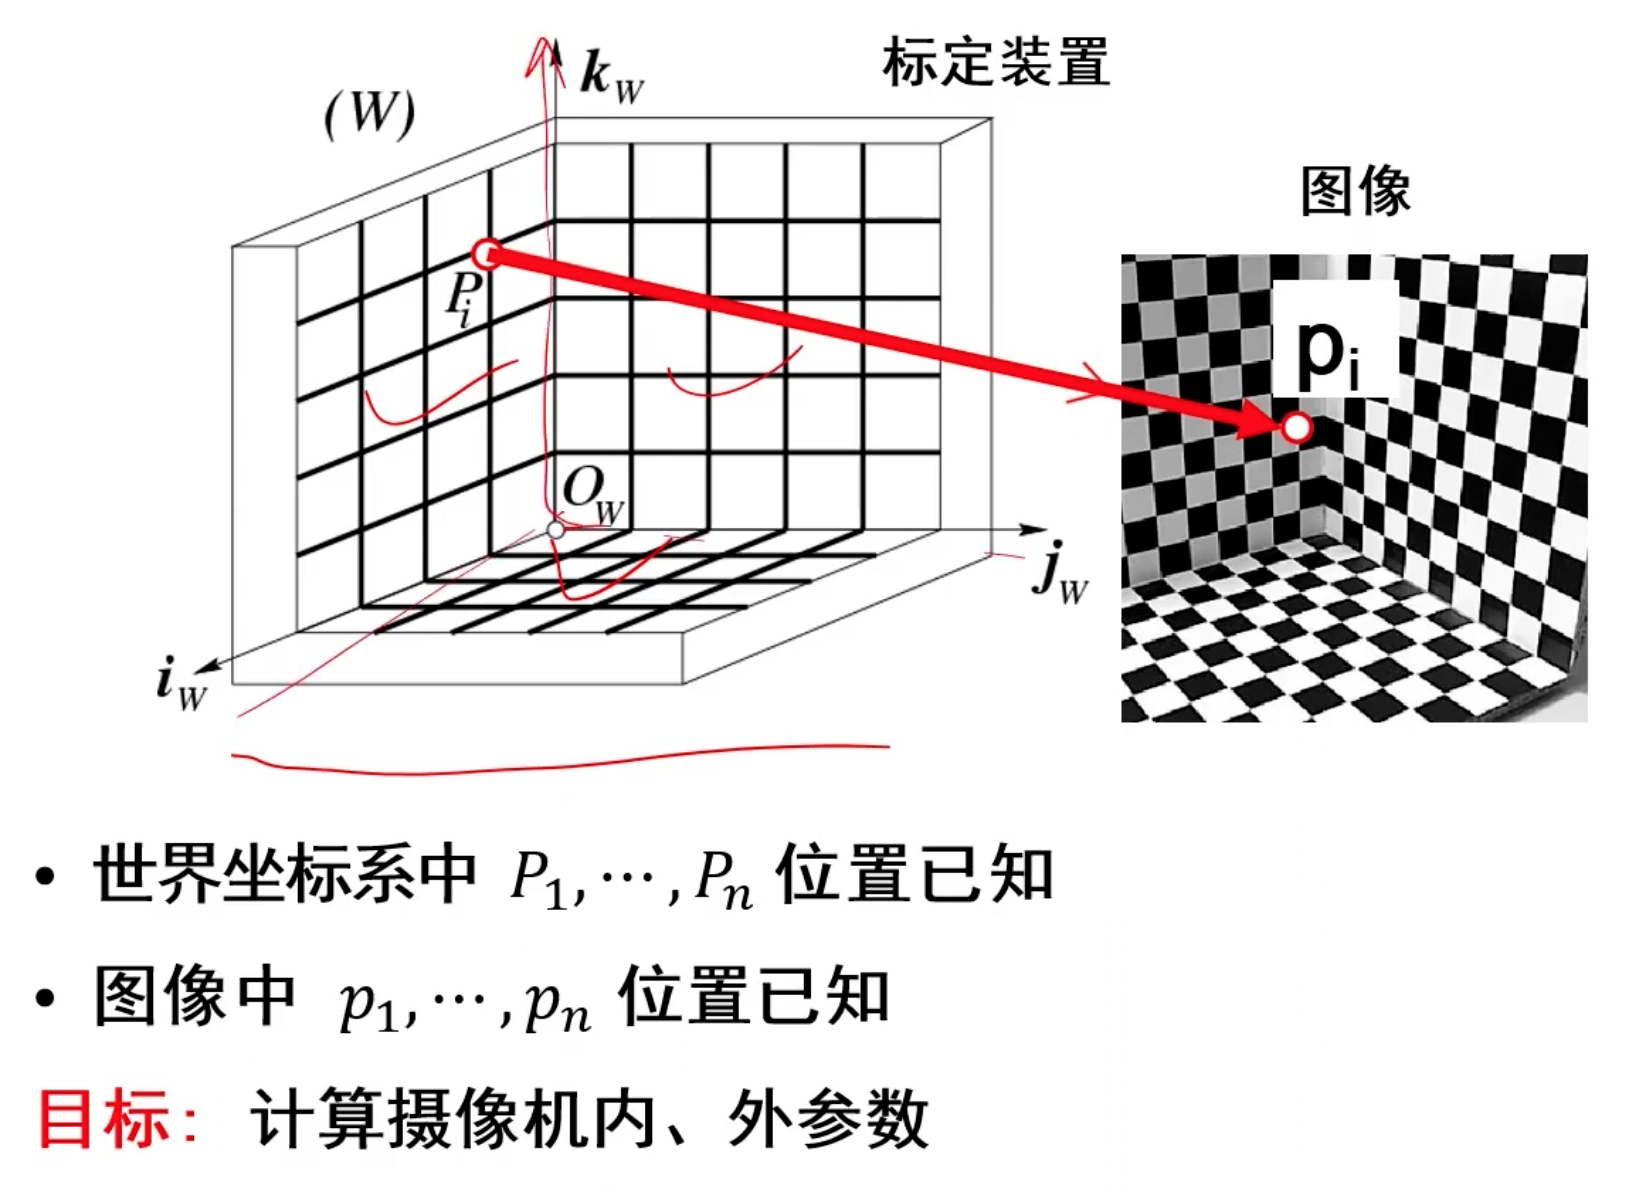 标定装置
k_W
(W)
图像
P_i
p_i
O_W
j_W
i_W
• 世界坐标系中 P_1,⋯,P_n 位置已知
• 图像中 p_1,⋯,p_n 位置已知
目标: 计算摄像机内、外参数